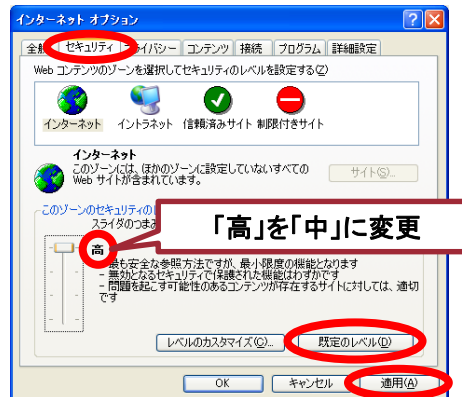 インターネット オプション
全般 セキュリティ プライバシー コンテンツ 接続 プログラム 詳細設定
Web コンテンツのゾーンを選択してセキュリティのレベルを設定する(Z)
インターネット イントラネット 信頼済みサイト 制限付きサイト
インターネット
このゾーンには、ほかのゾーンに設定していないすべての
Web サイトが含まれています。
サイト(S)...
このゾーンのセキュリティの
スライダのつまみ
「高」を「中」に変更
高
- 最も安全な参照方法ですが、最小限度の機能となります
- 無効となるセキュリティで保護された機能はわずかです
- 問題を起こす可能性のあるコンテンツが存在するサイトに対しては、適切
です
レベルのカスタマイズ(C)... 既定のレベル(D)
OK キャンセル 適用(A)